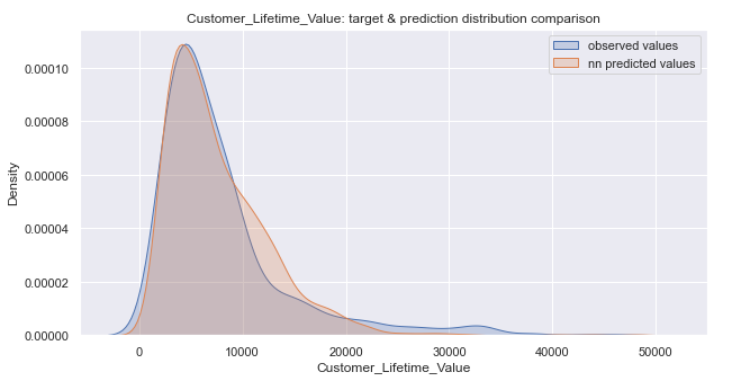 Customer_Lifetime_Value: target & prediction distribution comparison
observed values
nn predicted values
0.00010
0.00008
0.00006
0.00004
0.00002
0.00000
Density
0 10000 20000 30000 40000 50000
Customer_Lifetime_Value